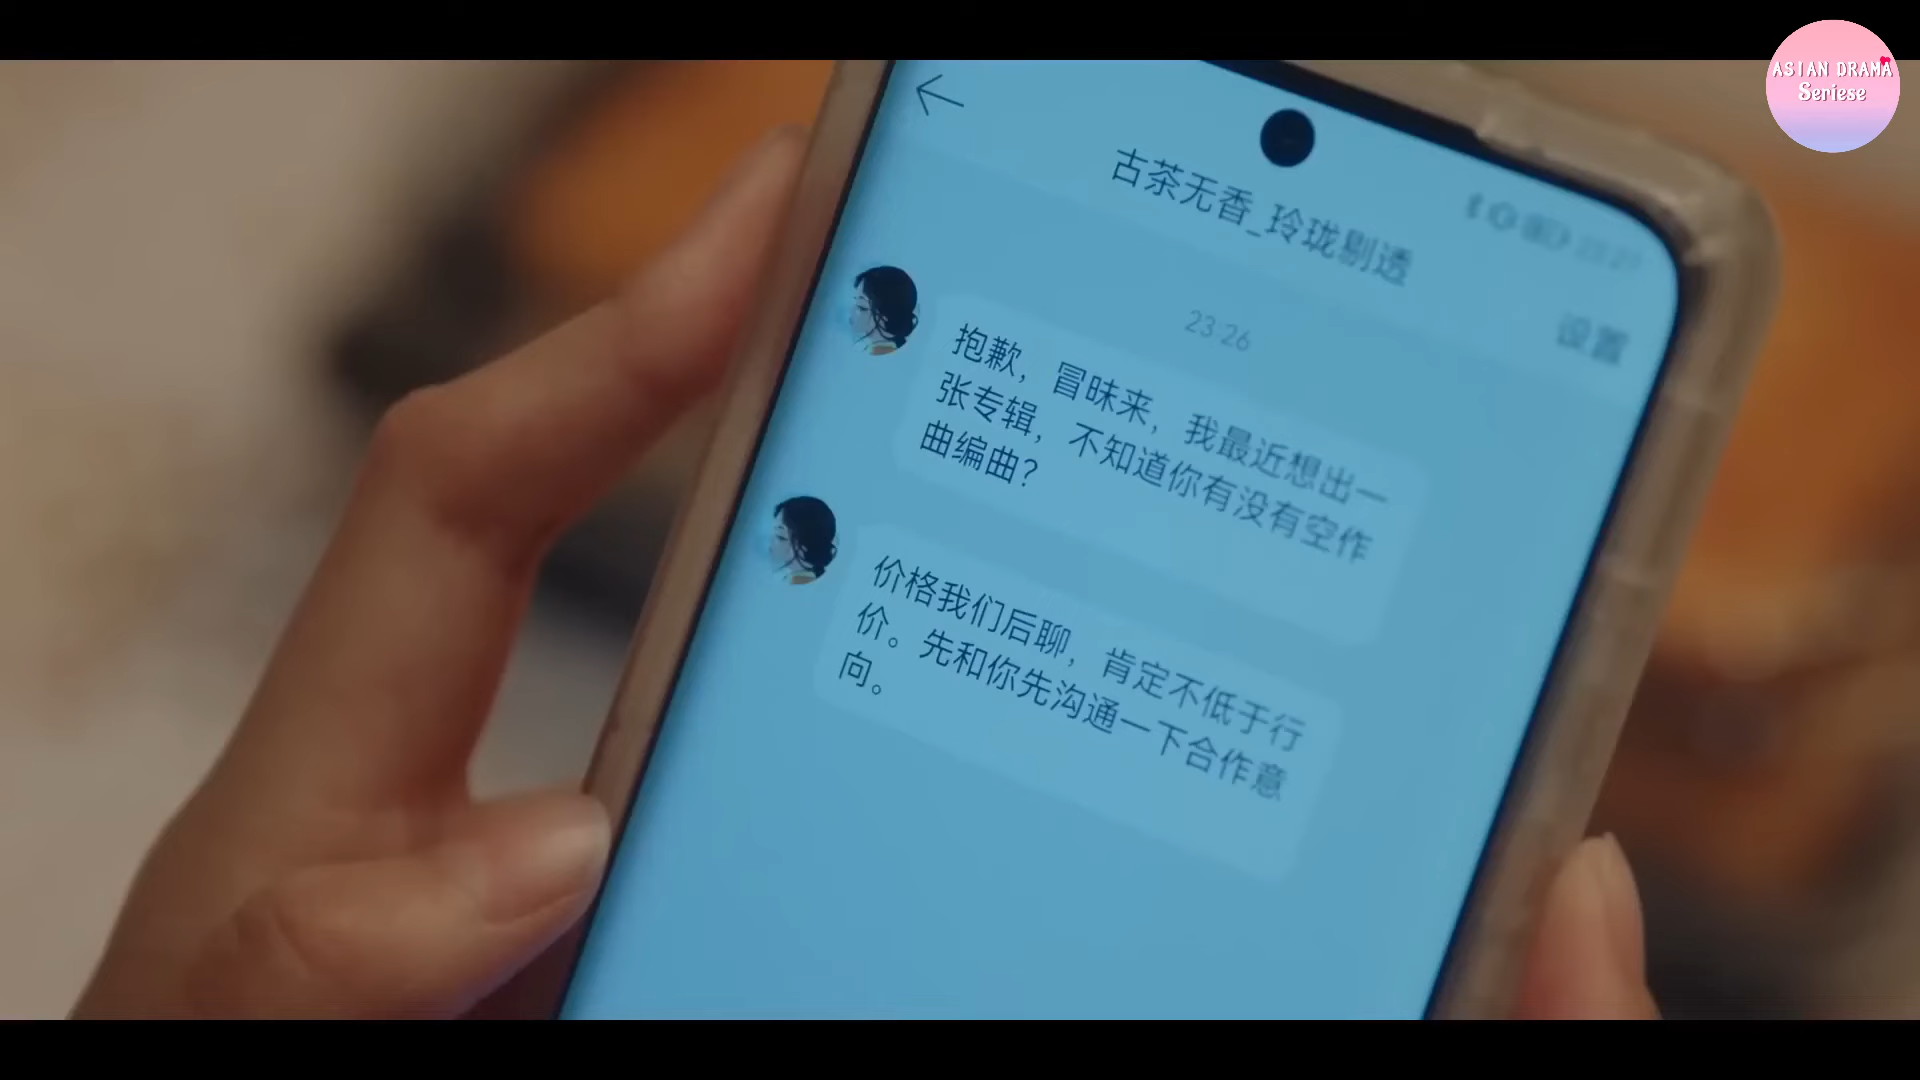 ASIAN DRAMA
Seriese
古茶无香_玲珑剔透
设置
23:26
抱歉，冒昧来，我最近想出一
张专辑，不知道你有没有空作
曲编曲？
价格我们后聊，肯定不低于行
价。先和你先沟通一下合作意
向。